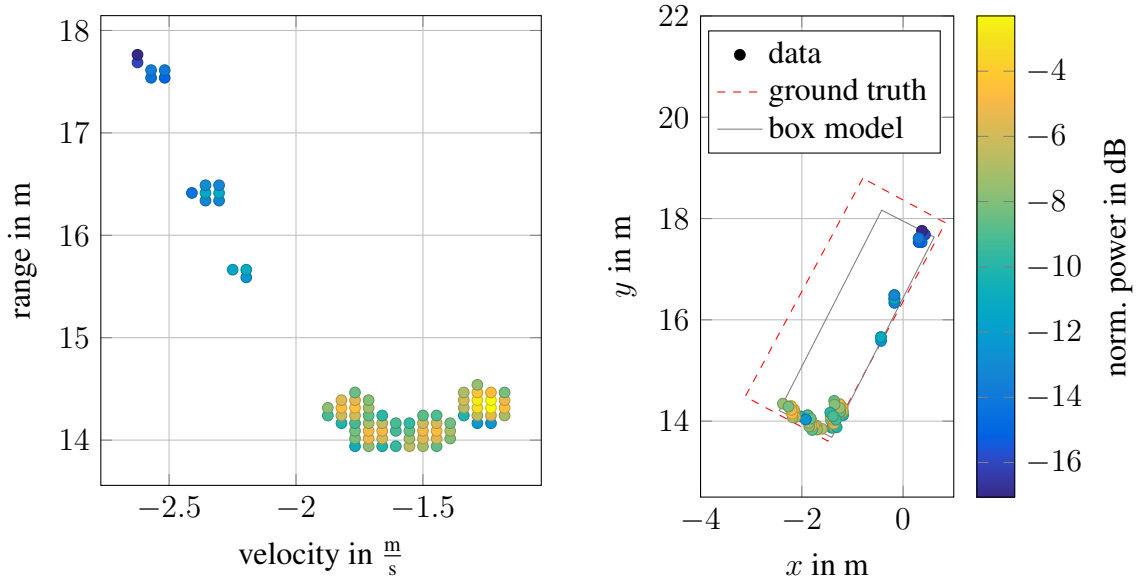 18
17
16
15
14
−2.5
−2
−1.5
range in m
velocity in m/s
22
20
18
16
14
−4
−2
0
y in m
x in m
data
ground truth
box model
−4
−6
−8
−10
−12
−14
−16
norm. power in dB